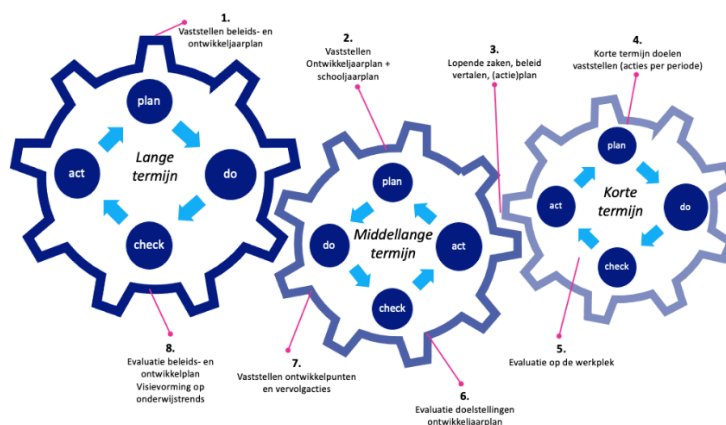 1.
Vaststellen beleids- en
ontwikkeljaarplan
2.
Vaststellen
Ontwikkeljaarplan +
schooljaarplan
3.
Lopende zaken, beleid
vertalen, (actie)plan
4.
Korte termijn doelen
vaststellen (acties per periode)
plan
act
Lange
termijn
do
check
plan
do
Middellange
termijn
act
check
plan
act
Korte
termijn
do
check
5.
Evaluatie op de werkplek
6.
Evaluatie doelstellingen
ontwikkeljaarplan
7.
Vaststellen ontwikkelpunten
en vervolgacties
8.
Evaluatie beleids- en
ontwikkelplan
Visievorming op
onderwijstrends